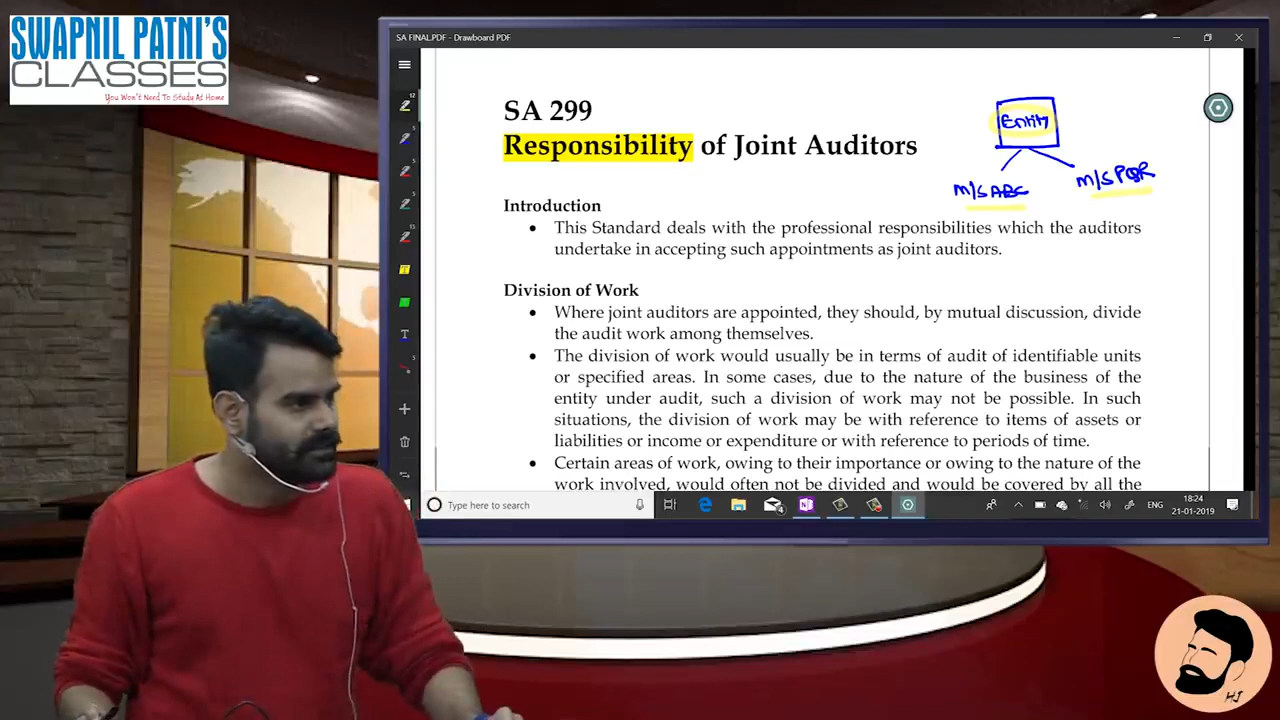 SWAPNIL PATNI'S
CLASSES
You Won't Need To Study At Home
SA FINAL.PDF - Drawboard PDF
SA 299
Responsibility of Joint Auditors
Entity
M/S ABC
M/S PQR
Introduction
• This Standard deals with the professional responsibilities which the auditors
undertake in accepting such appointments as joint auditors.
Division of Work
• Where joint auditors are appointed, they should, by mutual discussion, divide
the audit work among themselves.
• The division of work would usually be in terms of audit of identifiable units
or specified areas. In some cases, due to the nature of the business of the
entity under audit, such a division of work may not be possible. In such
situations, the division of work may be with reference to items of assets or
liabilities or income or expenditure or with reference to periods of time.
• Certain areas of work, owing to their importance or owing to the nature of the
work involved, would often not be divided and would be covered by all the
Type here to search
ENG
18:24
21-01-2019
HJ